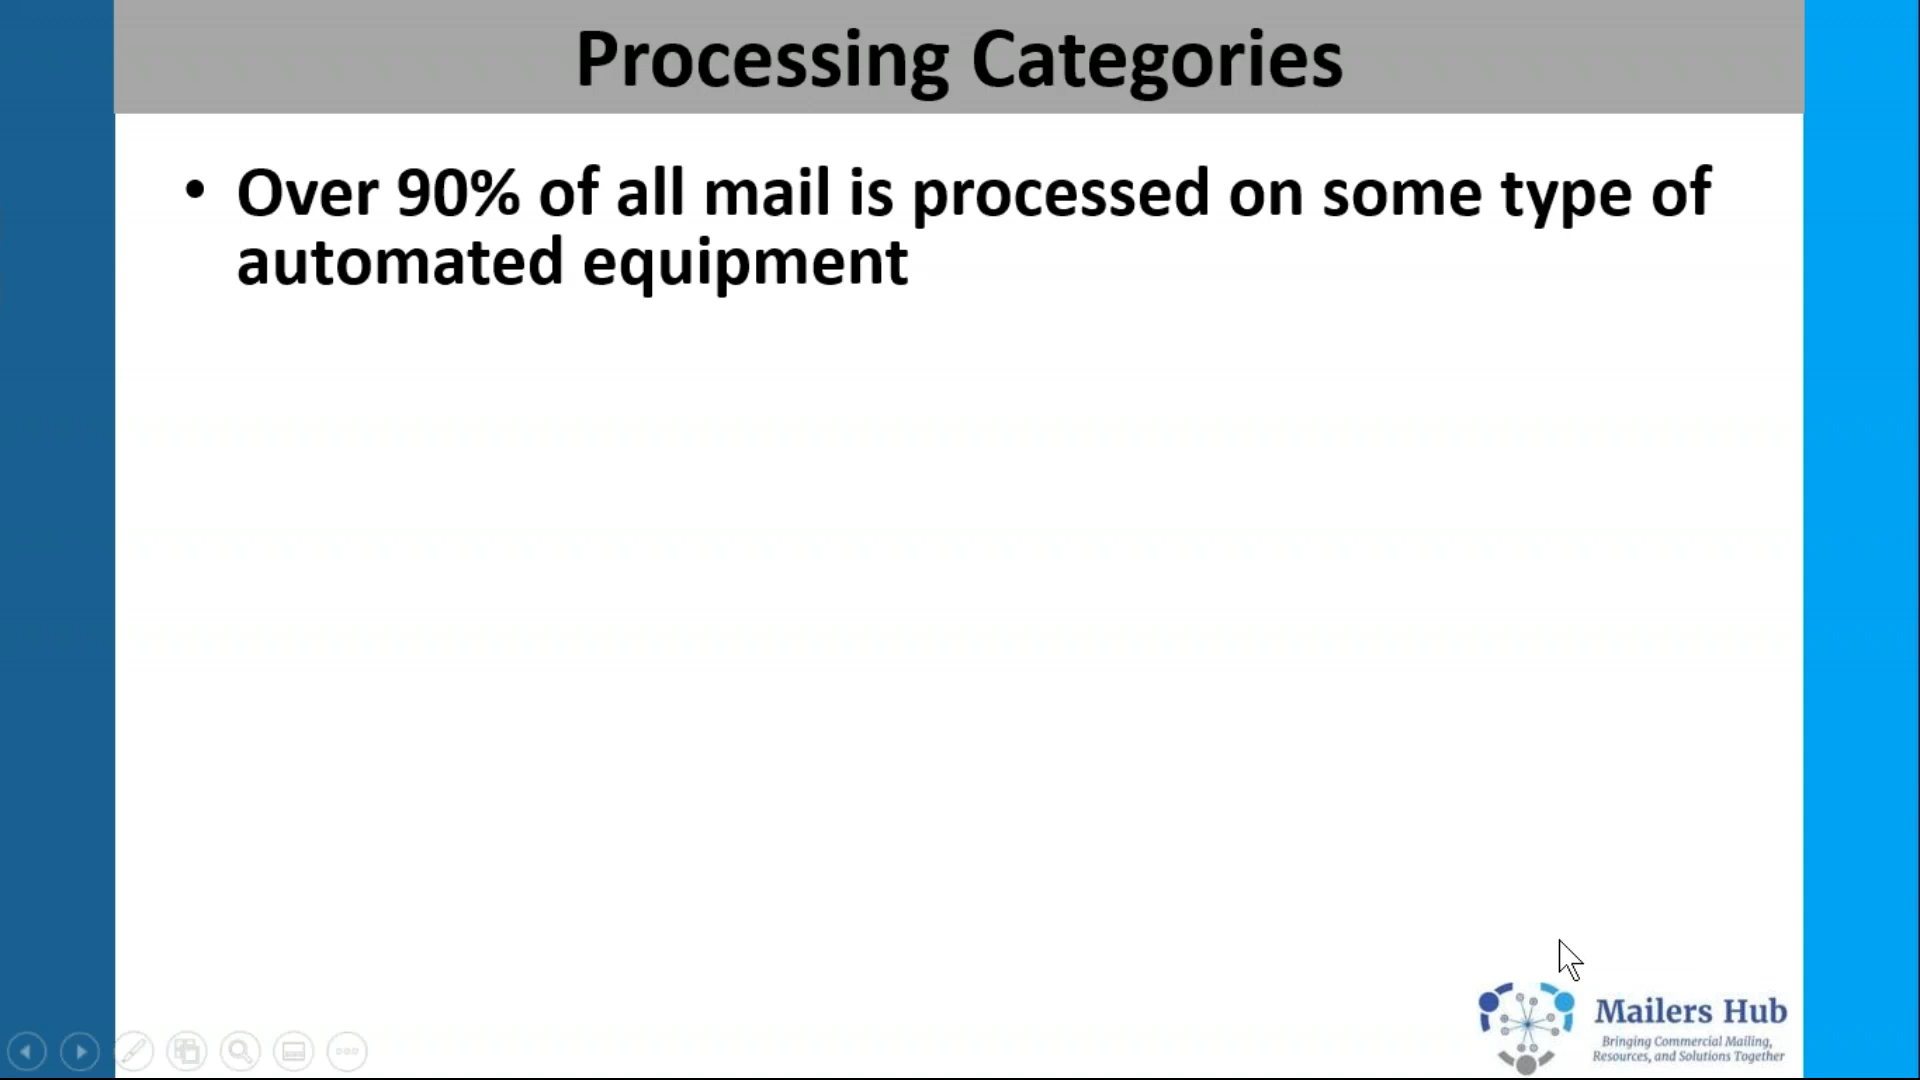 Processing Categories
• Over 90% of all mail is processed on some type of
automated equipment
Mailers Hub
Bringing Commercial Mailing,
Resources, and Solutions Together